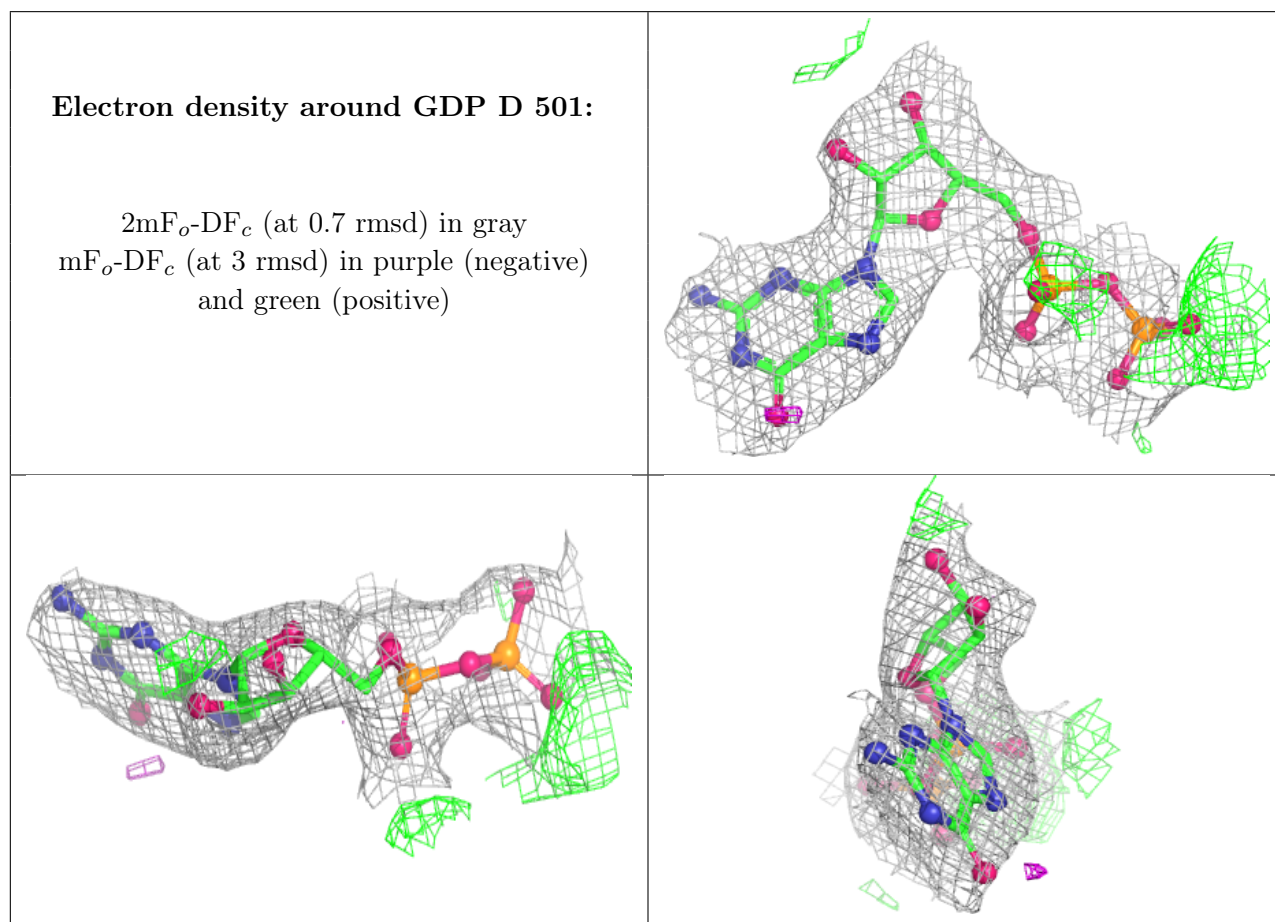 Electron density around GDP D 501:
2mFo-DFc (at 0.7 rmsd) in gray
mFo-DFc (at 3 rmsd) in purple (negative)
and green (positive)